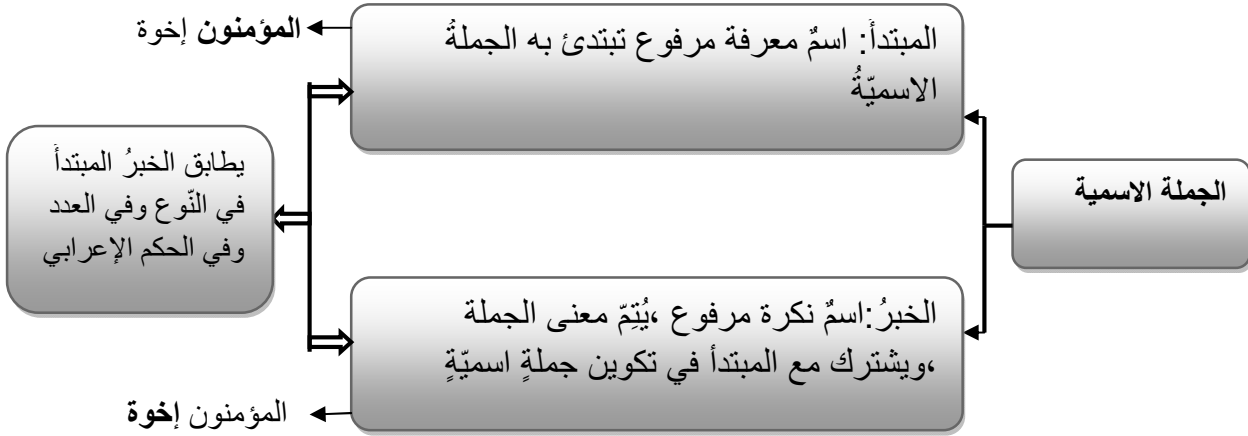 الجملة الاسمية
المبتدأ: اسمٌ معرفة مرفوع تبتدئ به الجملةُ
الاسميّةُ
المؤمنون إخوة
الخبرُ:اسمٌ نكرة مرفوع ،يُتِمّ معنى الجملة
،ويشترك مع المبتدأ في تكوين جملةٍ اسميّةٍ
المؤمنون إخوة
يطابق الخبرُ المبتدأَ
في النّوع وفي العدد
وفي الحكم الإعرابي